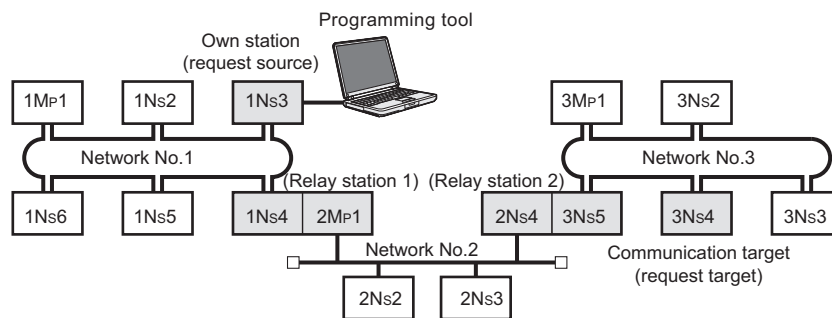 Programming tool
Own station
(request source)
1MP1
1NS2
1NS3
3MP1
3NS2
Network No.1
Network No.3
(Relay station 1)
(Relay station 2)
1NS6
1NS5
1NS4
2MP1
2NS4
3NS5
3NS4
3NS3
Network No.2
Communication target
(request target)
2NS2
2NS3